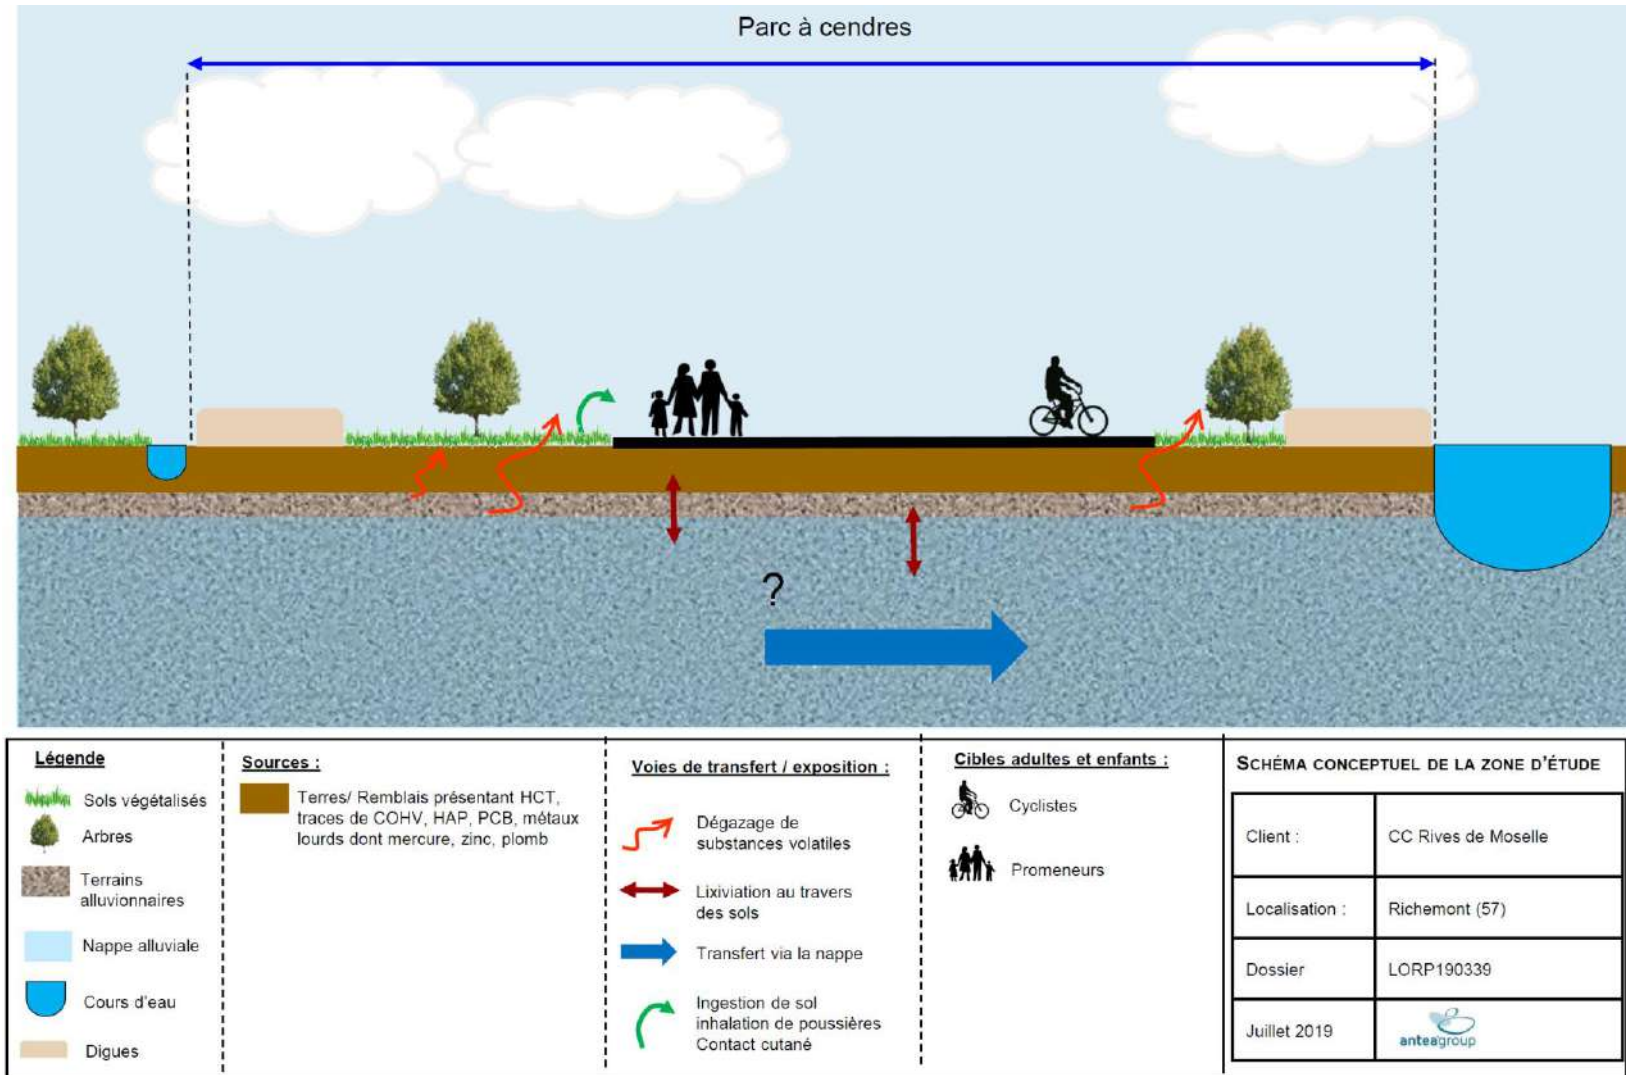 Parc à cendres
?
Légende
Sols végétalisés
Arbres
Terrains
alluvionnaires
Nappe alluviale
Cours d'eau
Digues
Sources :
Terres/ Remblais présentant HCT,
traces de COHV, HAP, PCB, métaux
lourds dont mercure, zinc, plomb
Voies de transfert / exposition :
Dégazage de
substances volatiles
Lixiviation au travers
des sols
Transfert via la nappe
Ingestion de sol
inhalation de poussières
Contact cutané
Cibles adultes et enfants :
Cyclistes
Promeneurs
SCHÉMA CONCEPTUEL DE LA ZONE D'ÉTUDE
Client :
CC Rives de Moselle
Localisation :
Richemont (57)
Dossier
LORP190339
Juillet 2019
anteagroup